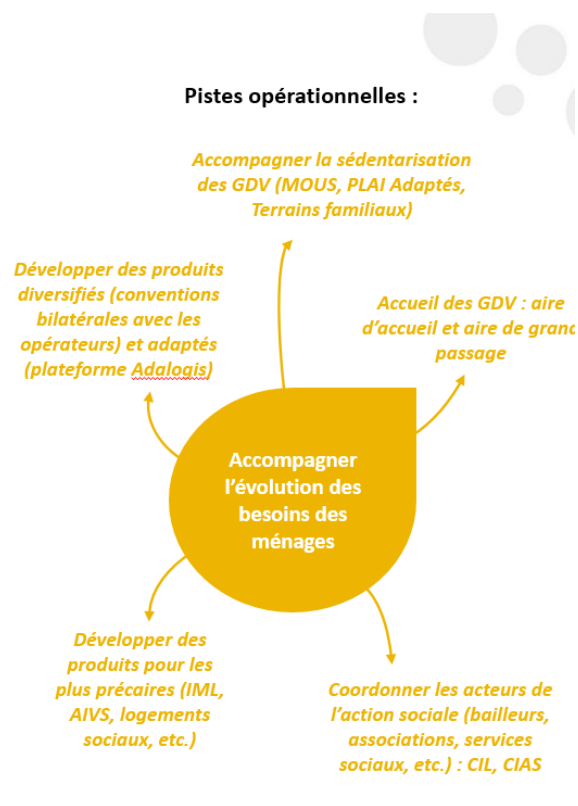 Pistes opérationnelles :
Accompagner la sédentarisation
des GDV (MOUS, PLAI Adaptés,
Terrains familiaux)
Développer des produits
diversifiés (conventions
bilatérales avec les
opérateurs) et adaptés
(plateforme Adalogis)
Accueil des GDV : aire
d’accueil et aire de grand
passage
Accompagner
l’évolution des
besoins des
ménages
Développer des
produits pour les
plus précaires (IML,
AIVS, logements
sociaux, etc.)
Coordonner les acteurs de
l’action sociale (bailleurs,
associations, services
sociaux, etc.) : CIL, CIAS